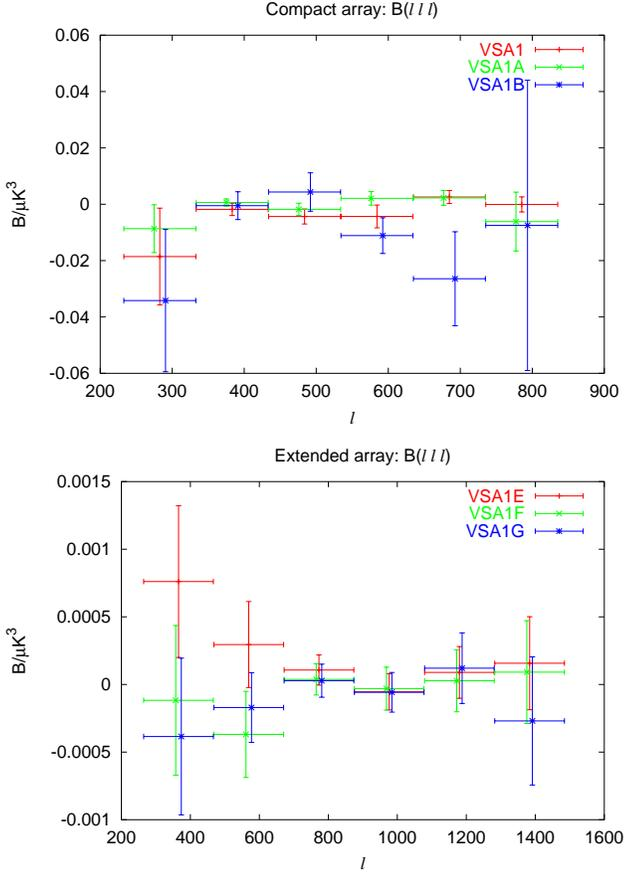 Compact array: B(l l l)
0.06
0.04
0.02
0
-0.02
-0.04
-0.06
B/μK³
VSA1
VSA1A
VSA1B
200 300 400 500 600 700 800 900
l
Extended array: B(l l l)
0.0015
0.001
0.0005
0
-0.0005
-0.001
B/μK³
VSA1E
VSA1F
VSA1G
200 400 600 800 1000 1200 1400 1600
l